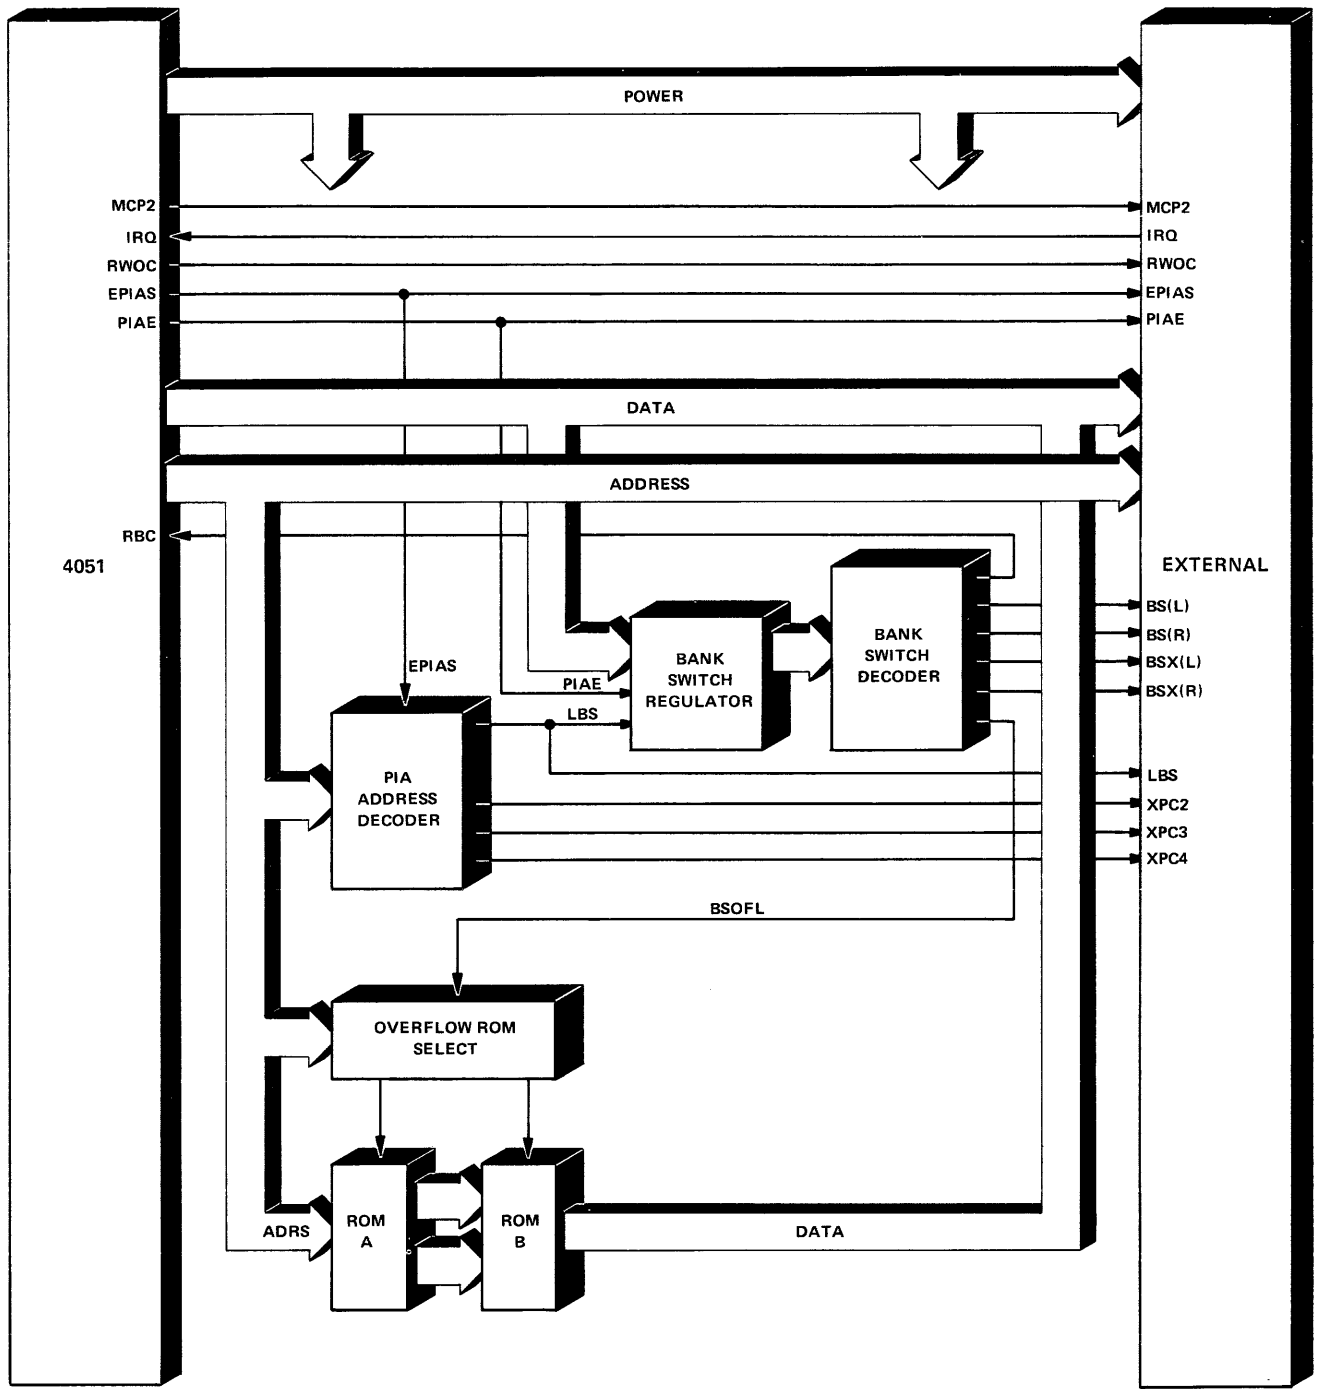 POWER
MCP2
MCP2
IRQ
IRQ
RWOC
RWOC
EPIAS
EPIAS
PIAE
PIAE
DATA
ADDRESS
RBC
4051
EXTERNAL
BS(L)
BS(R)
BSX(L)
BSX(R)
BANK
SWITCH
DECODER
BANK
SWITCH
REGULATOR
EPIAS
PIAE
LBS
PIA
ADDRESS
DECODER
LBS
XPC2
XPC3
XPC4
BSOFL
OVERFLOW ROM
SELECT
ADRS
ROM
A
ROM
B
DATA